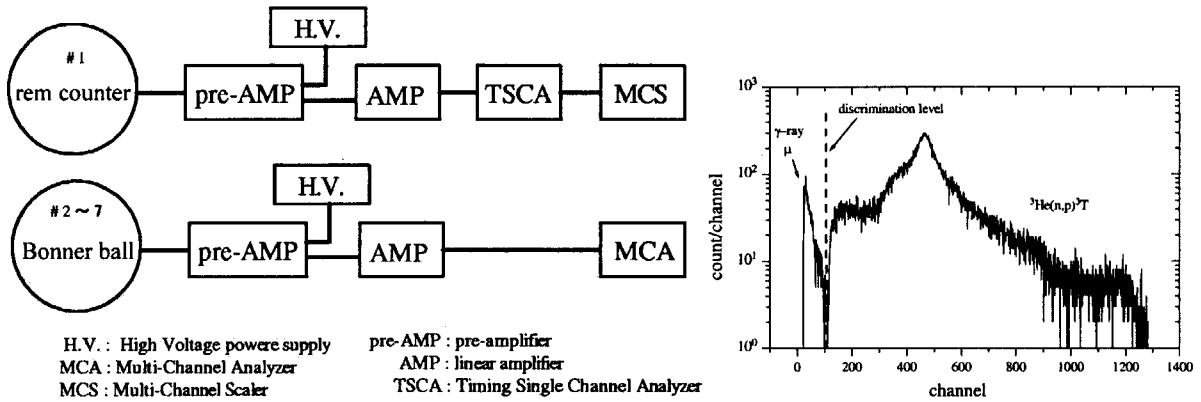 # 1
rem counter
H.V.
pre-AMP
AMP
TSCA
MCS
# 2 ~ 7
Bonner ball
H.V.
pre-AMP
AMP
MCA
H.V. : High Voltage powere supply
MCA : Multi-Channel Analyzer
MCS : Multi-Channel Scaler
pre-AMP : pre-amplifier
AMP : linear amplifier
TSCA : Timing Single Channel Analyzer
discrimination level
γ-ray
μ
³He(n,p)³T
count/channel
10³
10²
10¹
10⁰
0 200 400 600 800 1000 1200 1400
channel